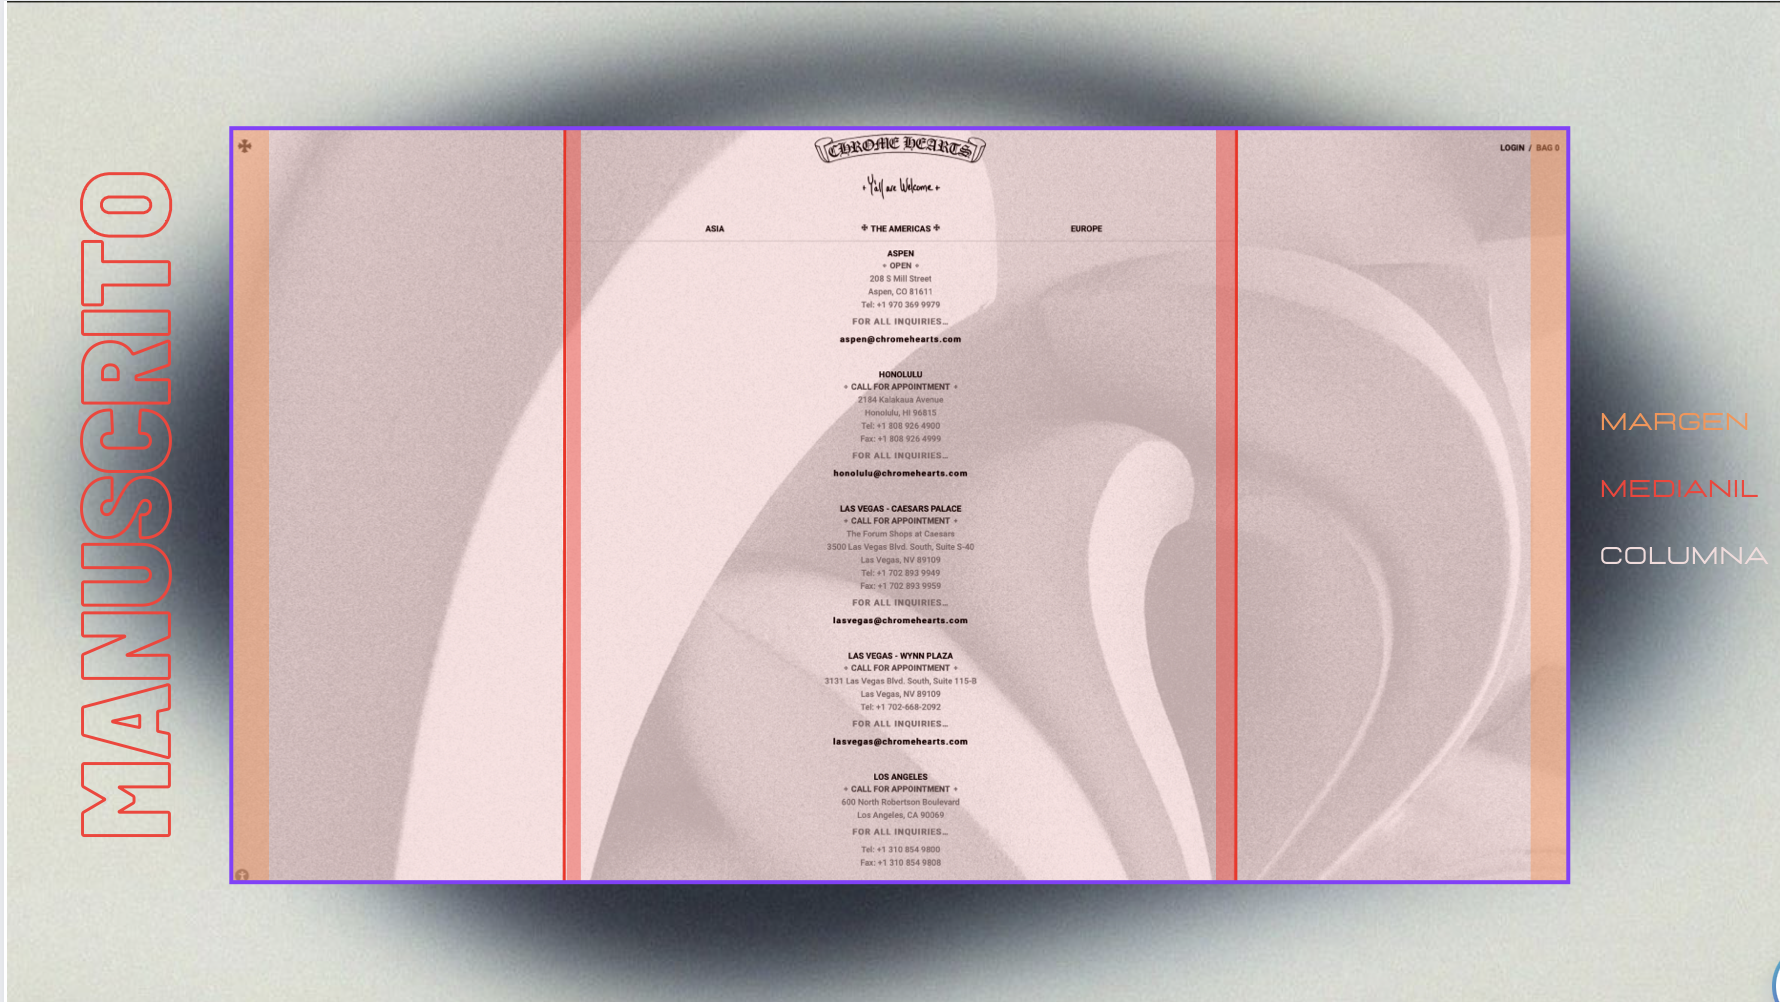 MANUSCRITO
CHROME HEARTS
LOGIN / BAG 0
Y'all are Welcome
ASIA
THE AMERICAS
EUROPE
ASPEN
OPEN
208 S Mill Street
Aspen, CO 81611
Tel: +1 970 369 9979
FOR ALL INQUIRIES...
aspen@chromehearts.com
HONOLULU
CALL FOR APPOINTMENT
2184 Kalakaua Avenue
Honolulu, HI 96815
Tel: +1 808 926 4900
Fax: +1 808 926 4999
FOR ALL INQUIRIES...
honolulu@chromehearts.com
LAS VEGAS - CAESARS PALACE
CALL FOR APPOINTMENT
The Forum Shops at Caesars
3500 Las Vegas Blvd. South, Suite S-40
Las Vegas, NV 89109
Tel: +1 702 893 9949
Fax: +1 702 893 9959
FOR ALL INQUIRIES...
lasvegas@chromehearts.com
LAS VEGAS - WYNN PLAZA
CALL FOR APPOINTMENT
3131 Las Vegas Blvd. South, Suite 115-B
Las Vegas, NV 89109
Tel: +1 702-668-2092
FOR ALL INQUIRIES...
lasvegas@chromehearts.com
LOS ANGELES
CALL FOR APPOINTMENT
600 North Robertson Boulevard
Los Angeles, CA 90069
FOR ALL INQUIRIES...
Tel: +1 310 854 9800
Fax: +1 310 854 9808
MARGEN
MEDIANIL
COLUMNA